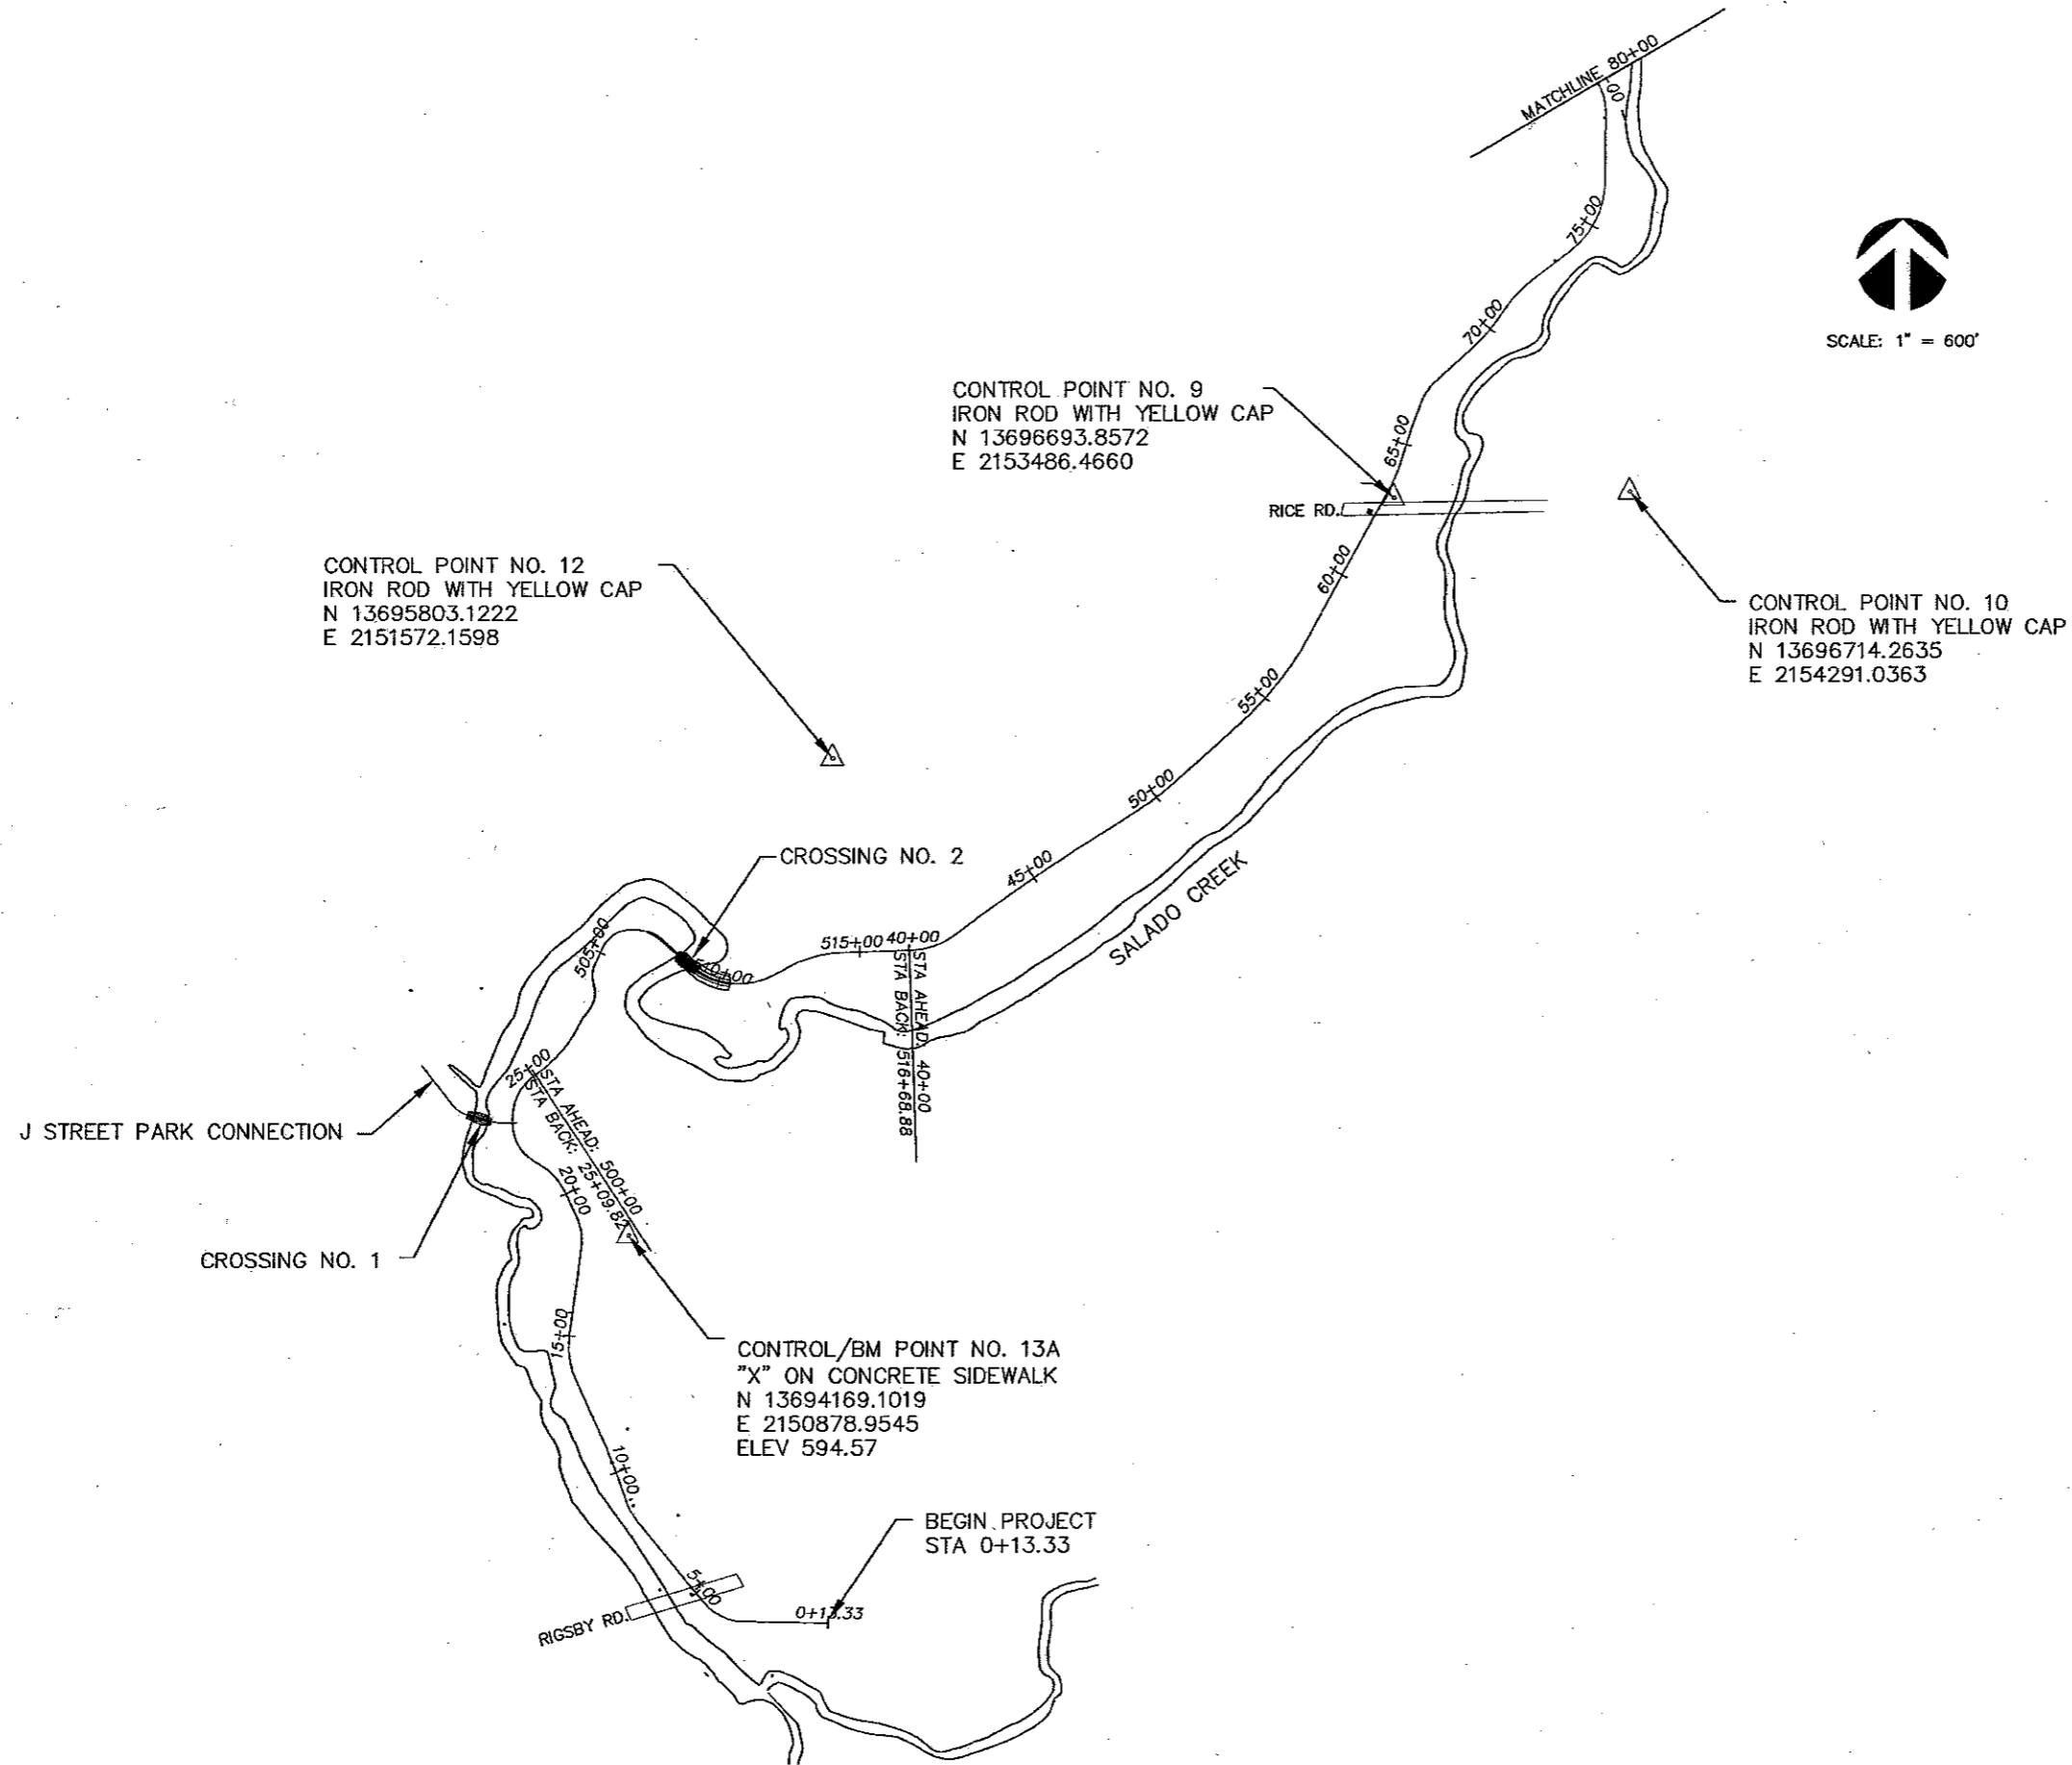 MATCHLINE 80+00
75+00
SCALE: 1" = 600'
70+00
CONTROL POINT NO. 9
IRON ROD WITH YELLOW CAP
N 13696693.8572
E 2153486.4660
65+00
RICE RD.
CONTROL POINT NO. 12
IRON ROD WITH YELLOW CAP
N 13695803.1222
E 2151572.1598
60+00
CONTROL POINT NO. 10
IRON ROD WITH YELLOW CAP
N 13696714.2635
E 2154291.0363
55+00
50+00
CROSSING NO. 2
45+00
SALADO CREEK
505+00
515+00
40+00
STA AHEAD: 40+00
STA BACK: 516+68.88
25+00
STA AHEAD: 500+00
STA BACK: 25+09.82
J STREET PARK CONNECTION
20+00
CROSSING NO. 1
15+00
CONTROL/BM POINT NO. 13A
"X" ON CONCRETE SIDEWALK
N 13694169.1019
E 2150878.9545
ELEV 594.57
10+00
BEGIN PROJECT
STA 0+13.33
5+00
0+13.33
RIGSBY RD.